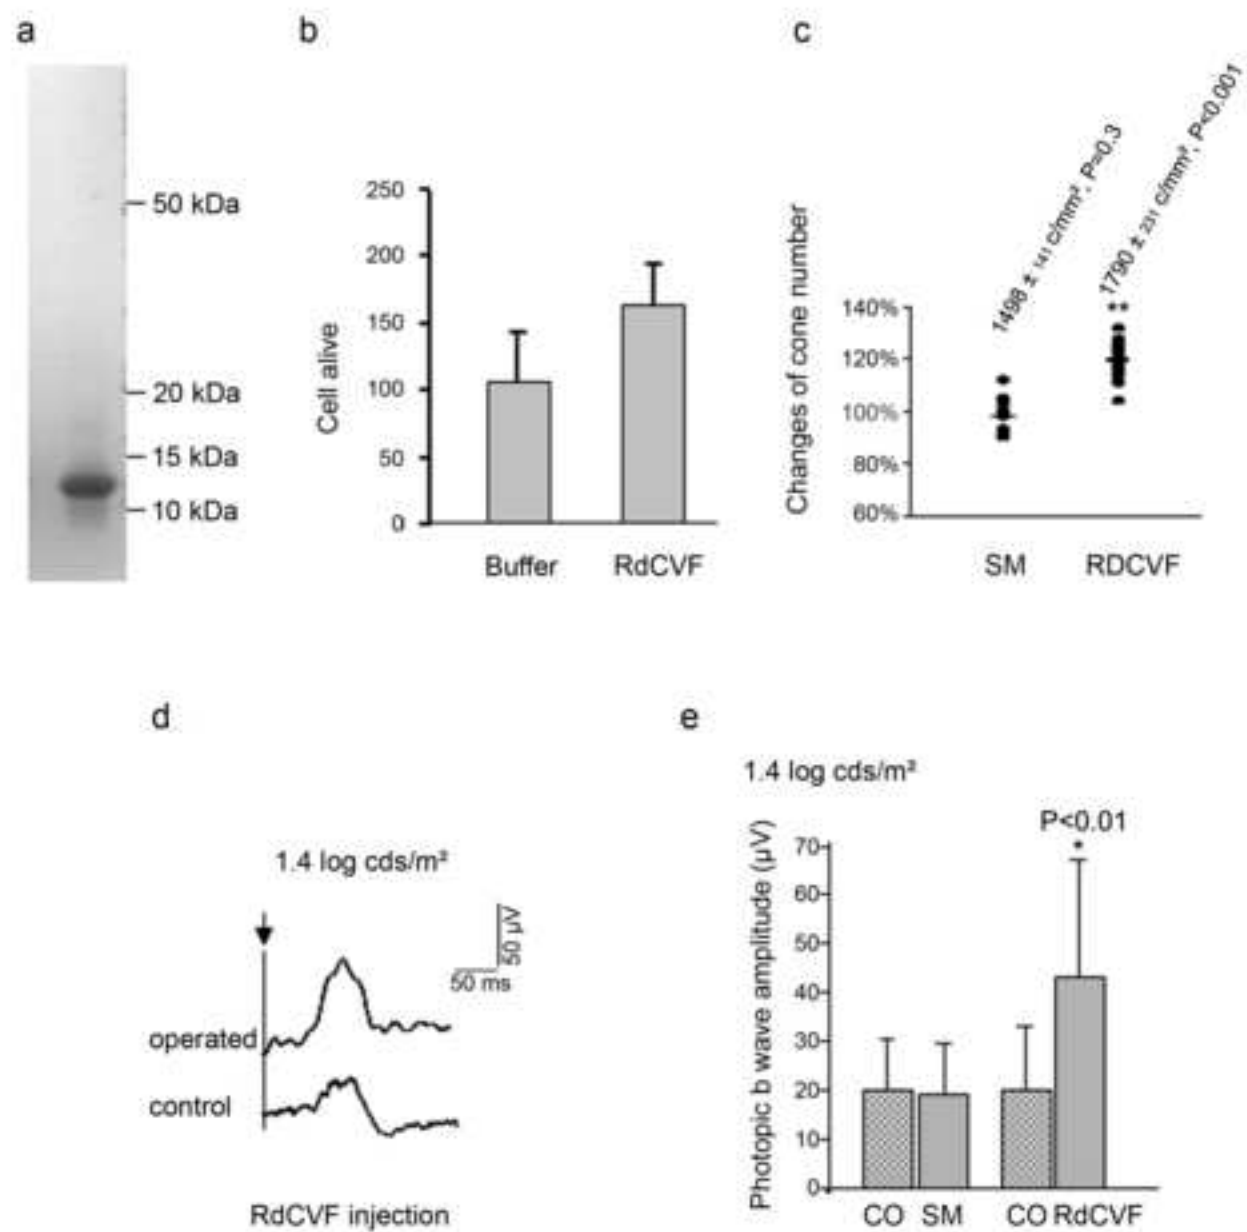 a
50 kDa
20 kDa
15 kDa
10 kDa
b
Cell alive
250
200
150
100
50
0
Buffer
RdCVF
c
Changes of cone number
140%
120%
100%
80%
60%
1498 ± 141 c/mm², P=0.3
1790 ± 231 c/mm², P<0.001
**
SM
RDCVF
d
1.4 log cds/m²
50 µV
50 ms
operated
control
RdCVF injection
e
1.4 log cds/m²
Photopic b wave amplitude (µV)
P<0.01
*
70
60
50
40
30
20
10
0
CO SM CO RdCVF